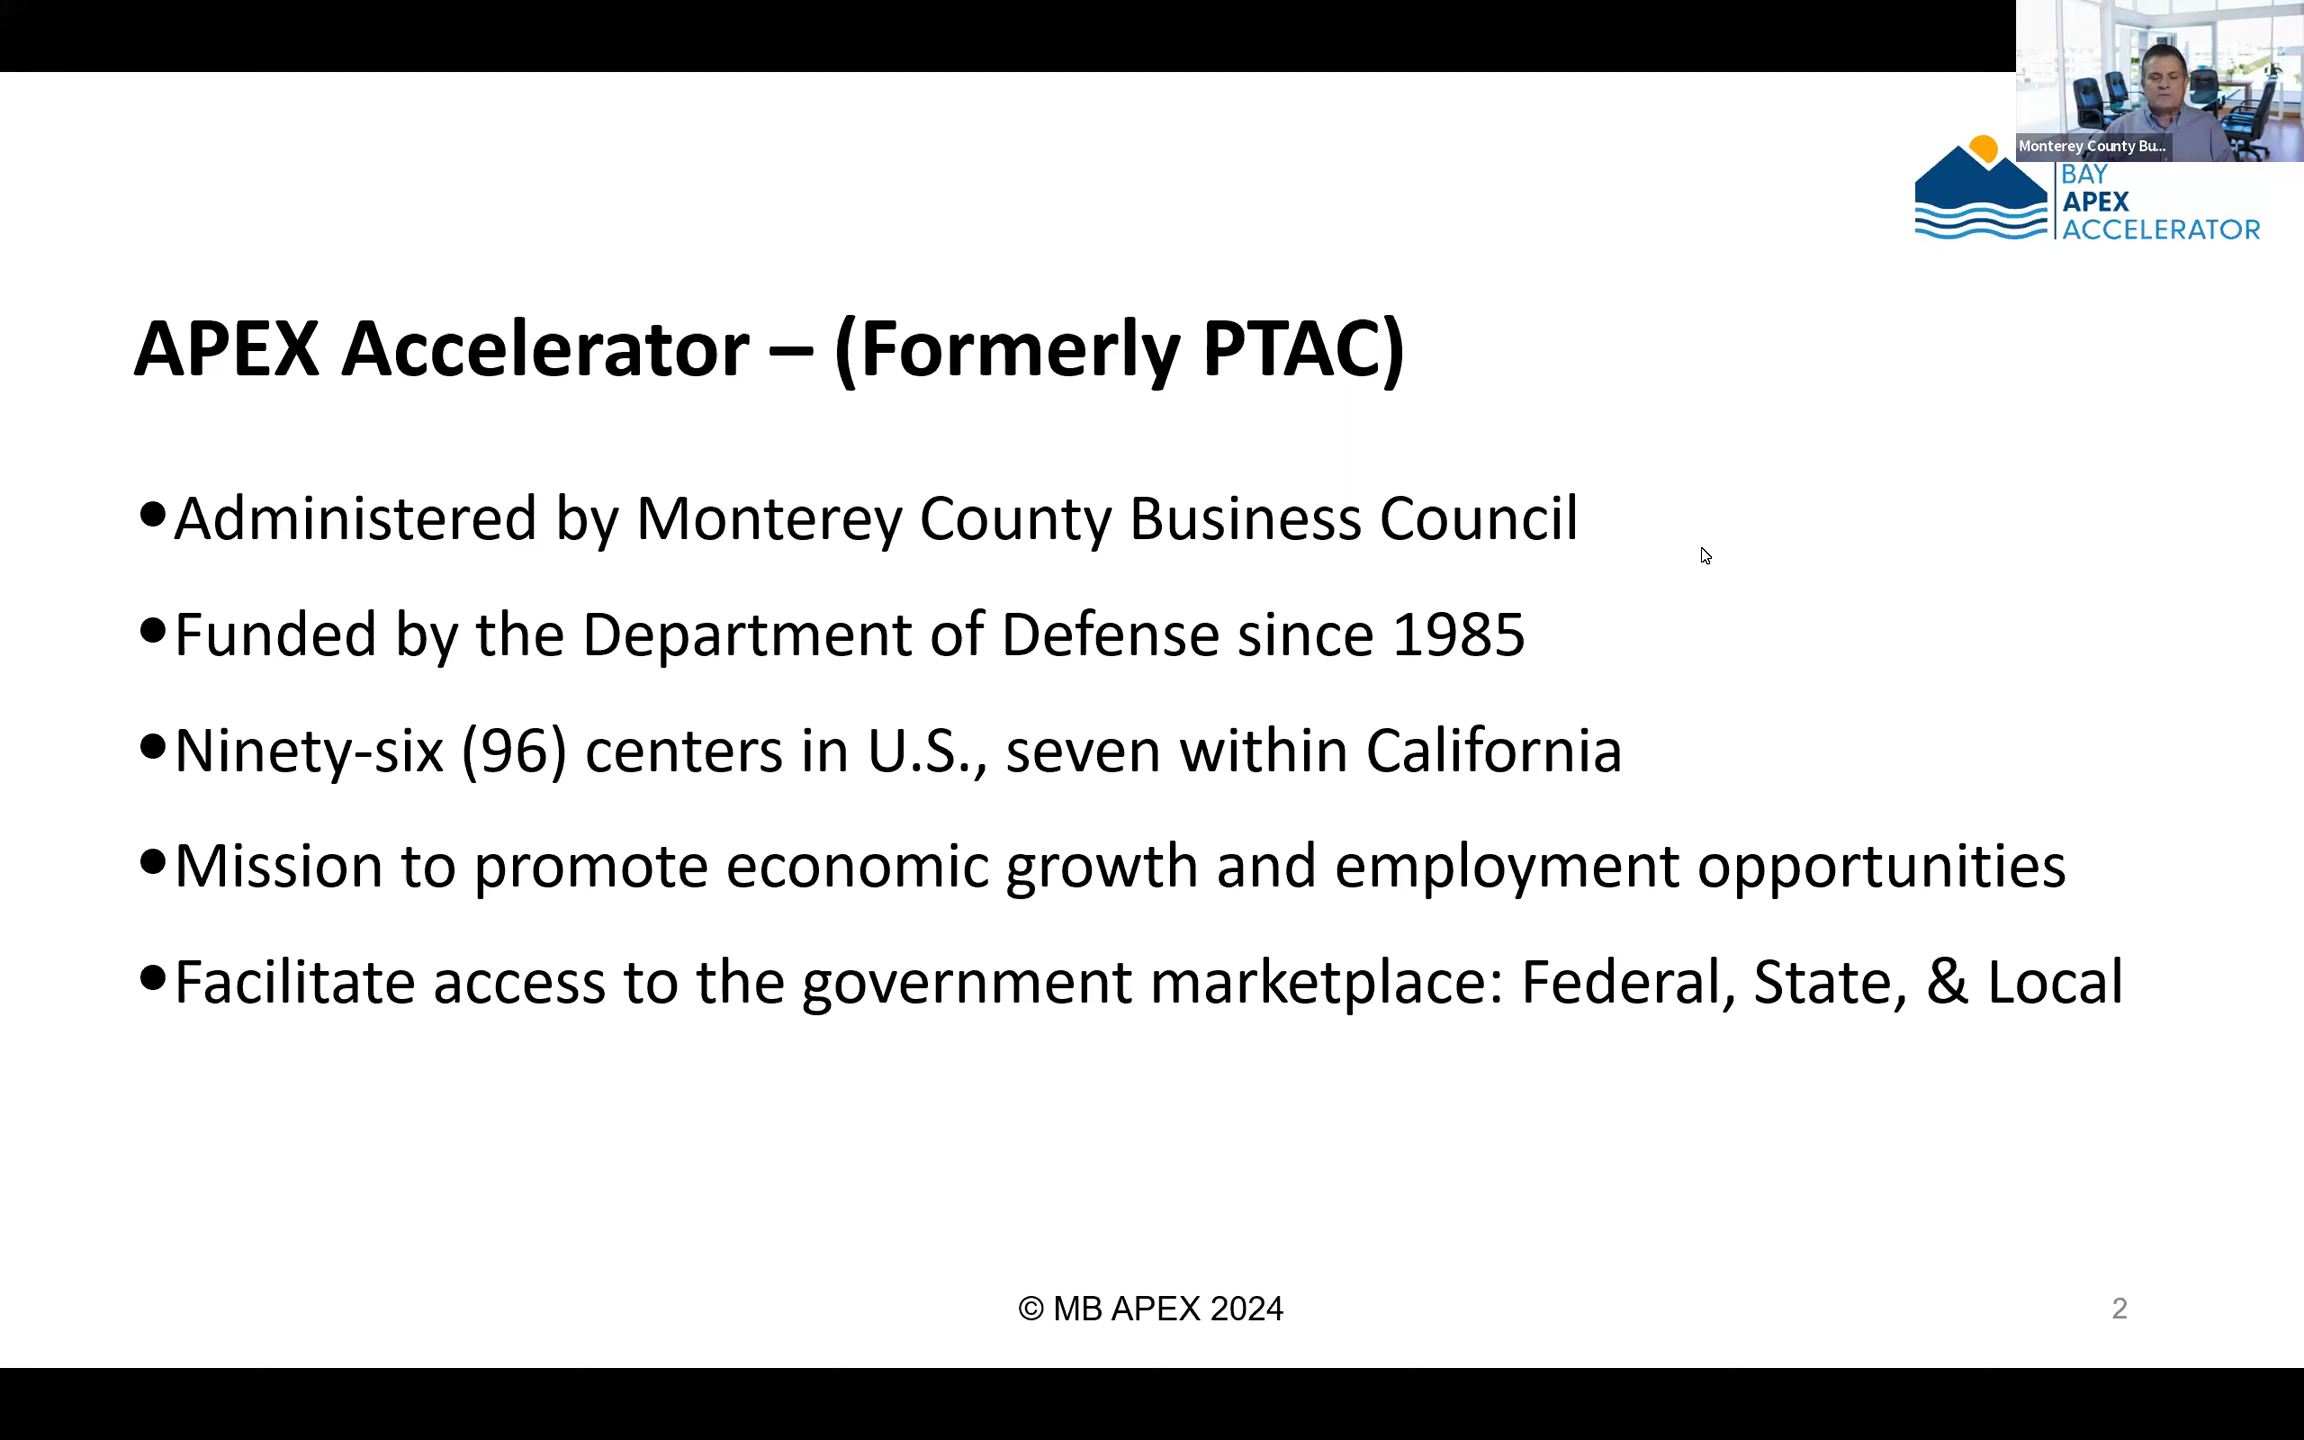 Monterey County Bu...
BAY
APEX
ACCELERATOR
APEX Accelerator – (Formerly PTAC)
•Administered by Monterey County Business Council
•Funded by the Department of Defense since 1985
•Ninety-six (96) centers in U.S., seven within California
•Mission to promote economic growth and employment opportunities
•Facilitate access to the government marketplace: Federal, State, & Local
© MB APEX 2024
2